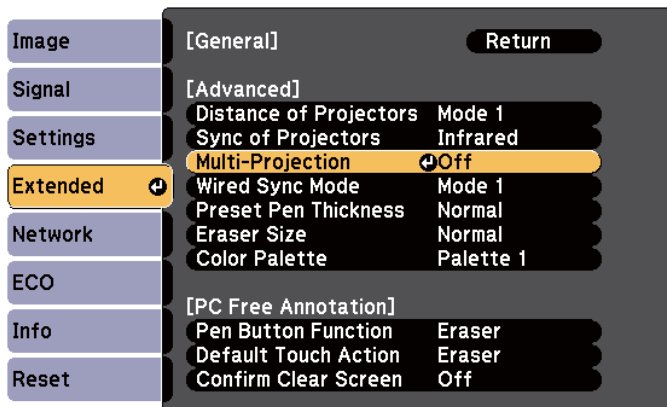 Image
Signal
Settings
Extended
Network
ECO
Info
Reset
[General] Return
[Advanced]
Distance of Projectors Mode 1
Sync of Projectors Infrared
Multi-Projection Off
Wired Sync Mode Mode 1
Preset Pen Thickness Normal
Eraser Size Normal
Color Palette Palette 1
[PC Free Annotation]
Pen Button Function Eraser
Default Touch Action Eraser
Confirm Clear Screen Off